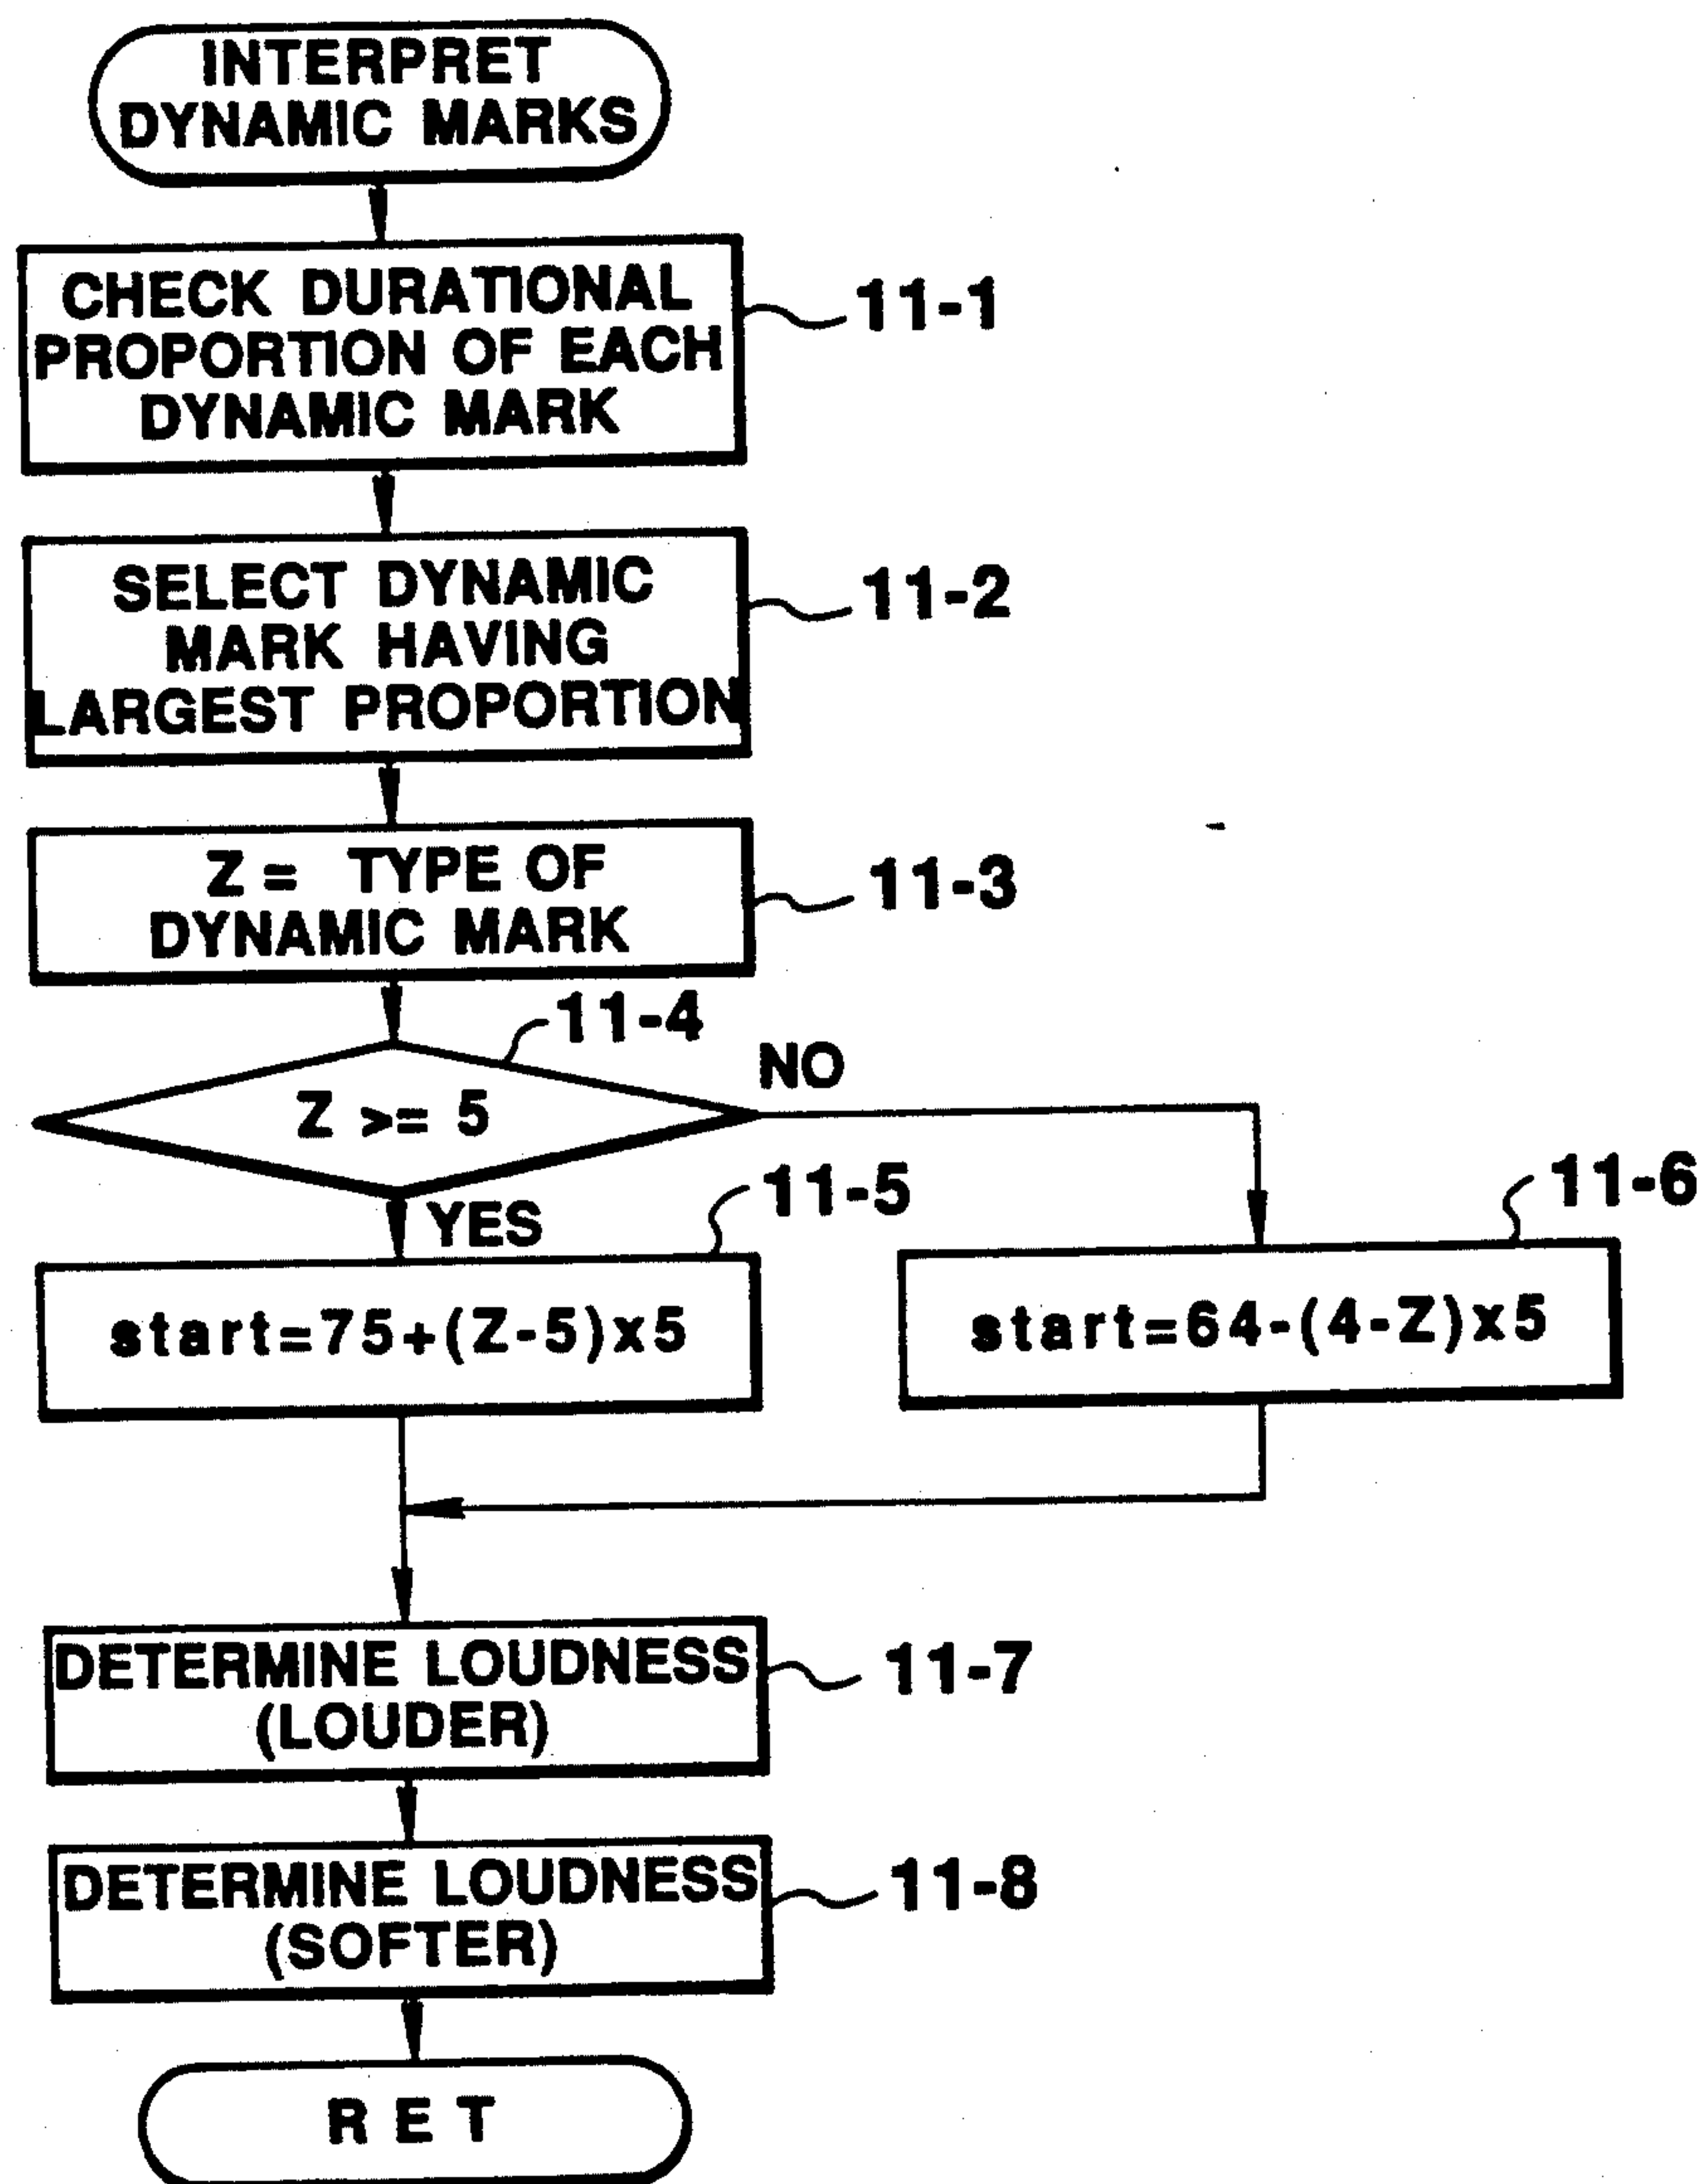 INTERPRET
DYNAMIC MARKS
CHECK DURATIONAL
PROPORTION OF EACH
DYNAMIC MARK
11-1
SELECT DYNAMIC
MARK HAVING
LARGEST PROPORTION
11-2
Z = TYPE OF
DYNAMIC MARK
11-3
11-4
Z >= 5
NO
YES
11-5
start=75+(Z-5)x5
11-6
start=64-(4-Z)x5
DETERMINE LOUDNESS
(LOUDER)
11-7
DETERMINE LOUDNESS
(SOFTER)
11-8
RET